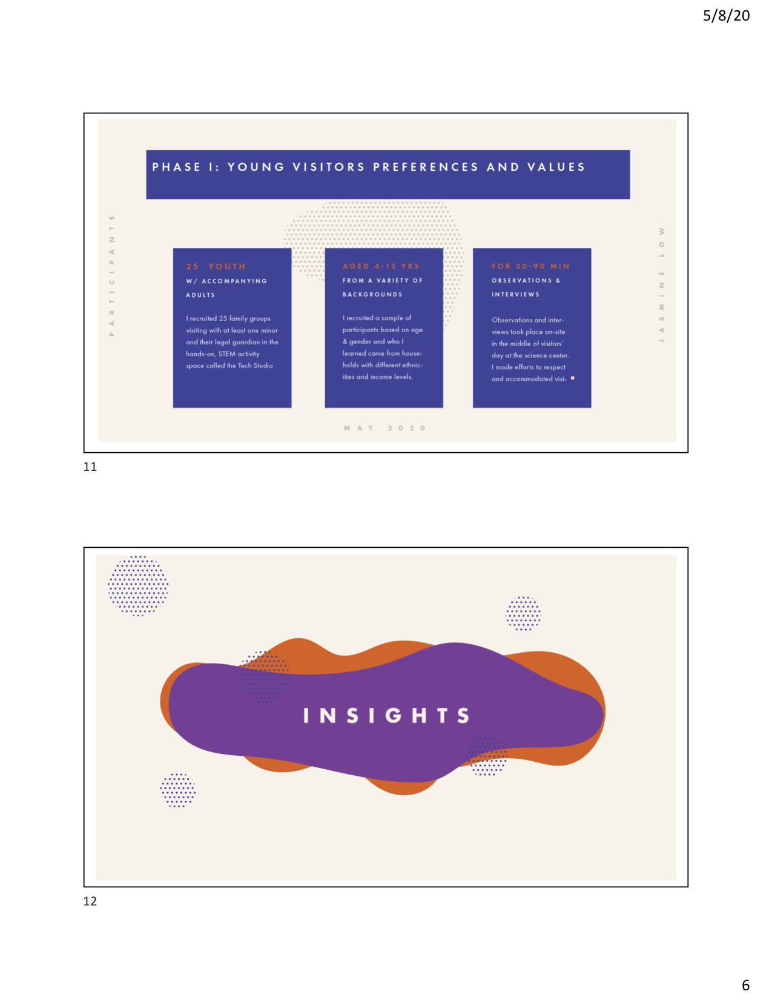 5/8/20
PHASE I: YOUNG VISITORS PREFERENCES AND VALUES
PARTICIPANTS
25 YOUTH
W/ ACCOMPANYING
ADULTS
I recruited 25 family groups
visiting with at least one minor
and their legal guardian in the
hands-on, STEM activity
space called the Tech Studio
AGED 4-15 YRS
FROM A VARIETY OF
BACKGROUNDS
I recruited a sample of
participants based on age
& gender and who I
learned came from house-
holds with different ethnic-
ities and income levels.
FOR 30-90 MIN
OBSERVATIONS &
INTERVIEWS
Observations and inter-
views took place on-site
in the middle of visitors’
day at the science center.
I made efforts to respect
and accommodated visi-
JASMINE LOW
MAY 2020
11
INSIGHTS
12
6